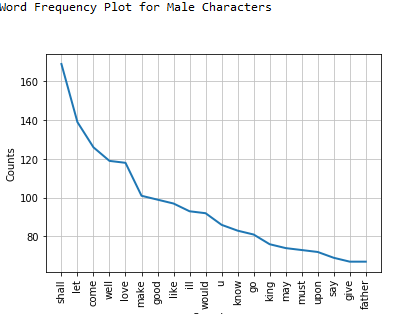 Word Frequency Plot for Male Characters
160
140
120
100
80
Counts
shall
let
come
well
love
make
good
like
ill
would
u
know
go
king
may
must
upon
say
give
father